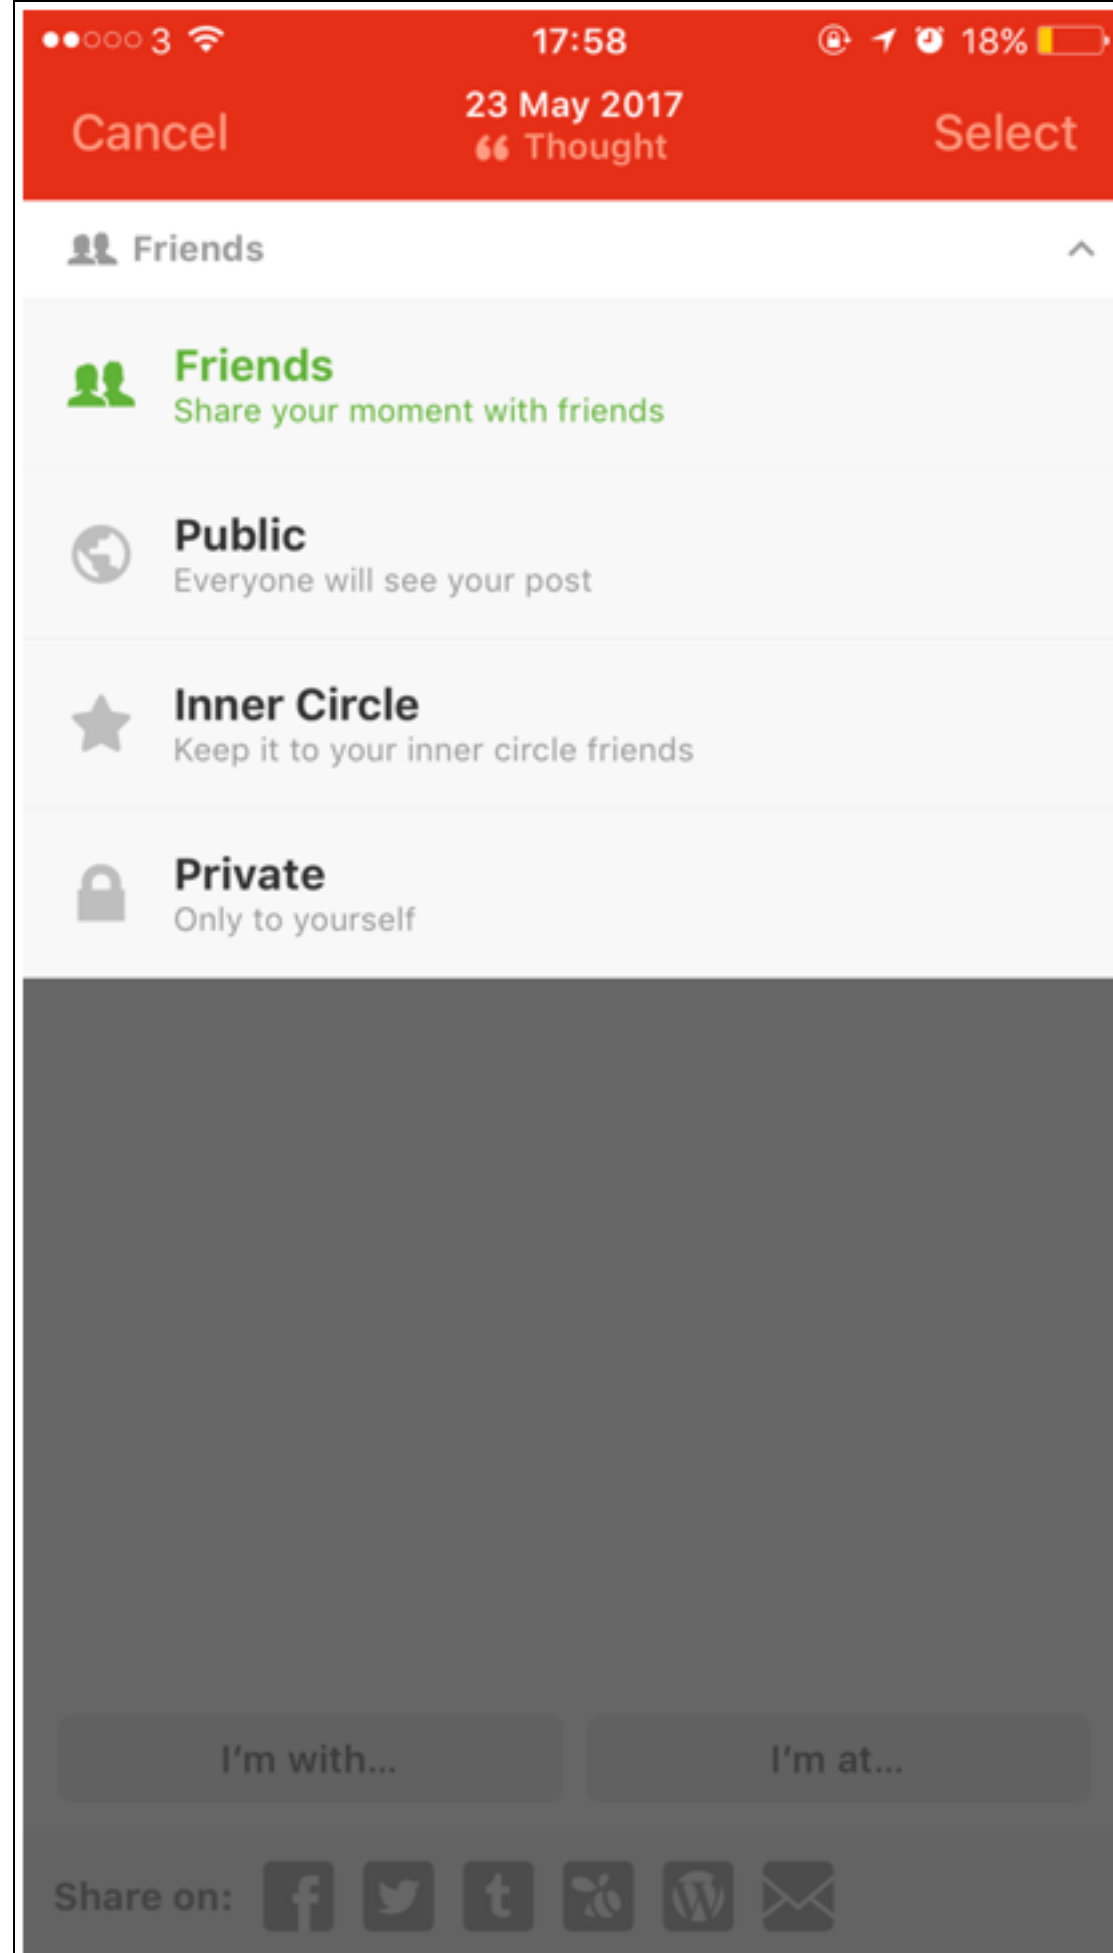 3 17:58 18%
Cancel 23 May 2017 Select
Thought
Friends
Friends
Share your moment with friends
Public
Everyone will see your post
Inner Circle
Keep it to your inner circle friends
Private
Only to yourself
I'm with... I'm at...
Share on: